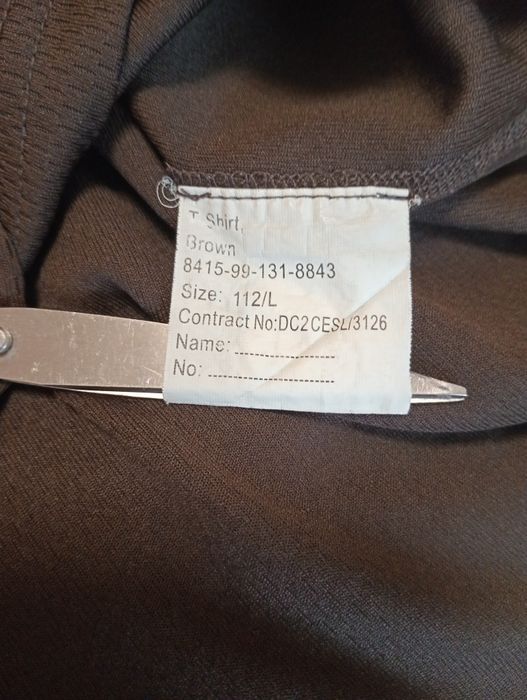 T. Shirt,
Brown
8415-99-131-8843
Size: 112/L
Contract No:DC2CESL/3126
Name:
No: